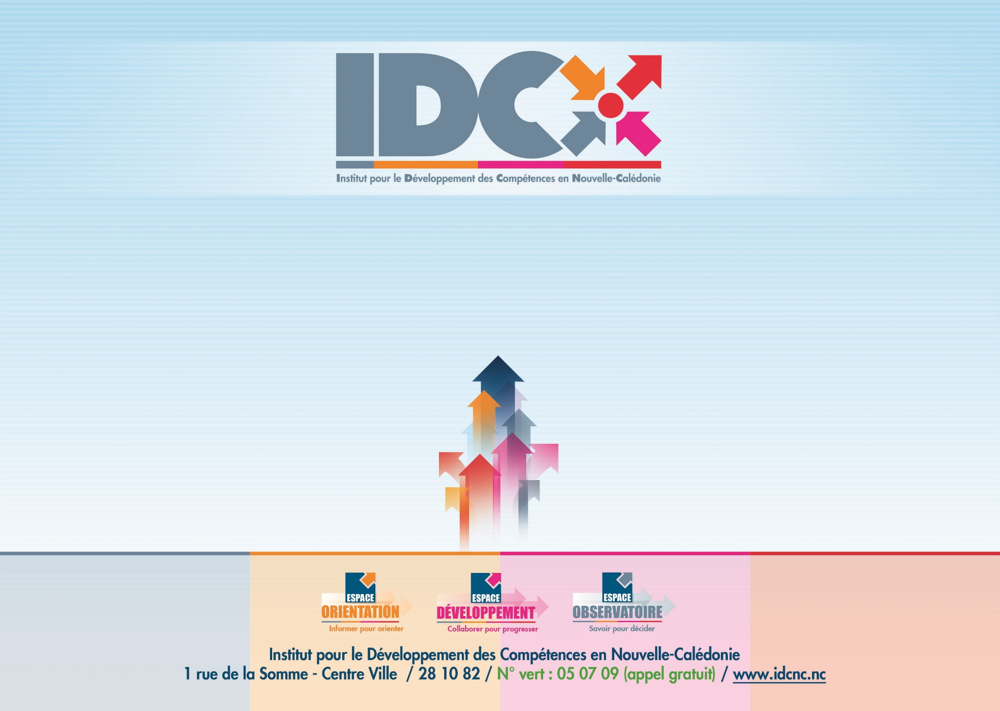 IDC
Institut pour le Développement des Compétences en Nouvelle-Calédonie
ESPACE
ORIENTATION
Informer pour orienter
ESPACE
DÉVELOPPEMENT
Collaborer pour progresser
ESPACE
OBSERVATOIRE
Savoir pour décider
Institut pour le Développement des Compétences en Nouvelle-Calédonie
1 rue de la Somme - Centre Ville / 28 10 82 / N° vert : 05 07 09 (appel gratuit) / www.idcnc.nc